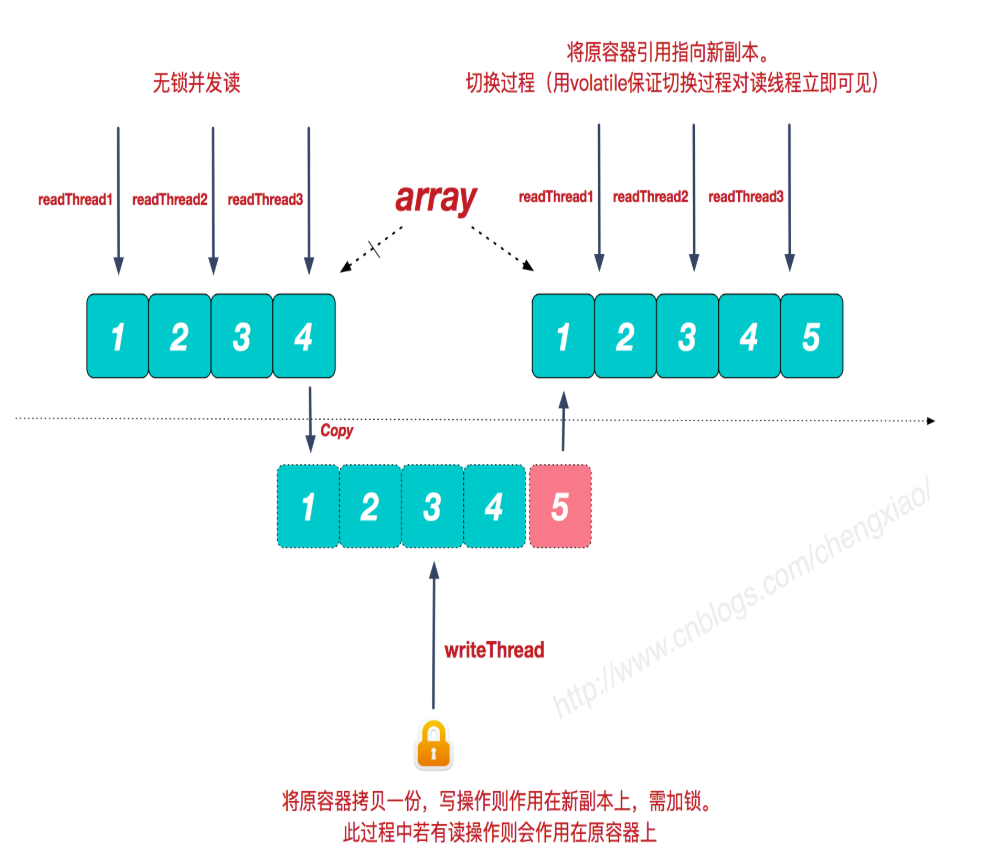 无锁并发读
将原容器引用指向新副本。
切换过程（用volatile保证切换过程对读线程立即可见）
readThread1 readThread2 readThread3
array
readThread1 readThread2 readThread3
1 2 3 4
1 2 3 4 5
Copy
1 2 3 4 5
writeThread
http://www.cnblogs.com/chengxiao/
将原容器拷贝一份，写操作则作用在新副本上，需加锁。
此过程中若有读操作则会作用在原容器上